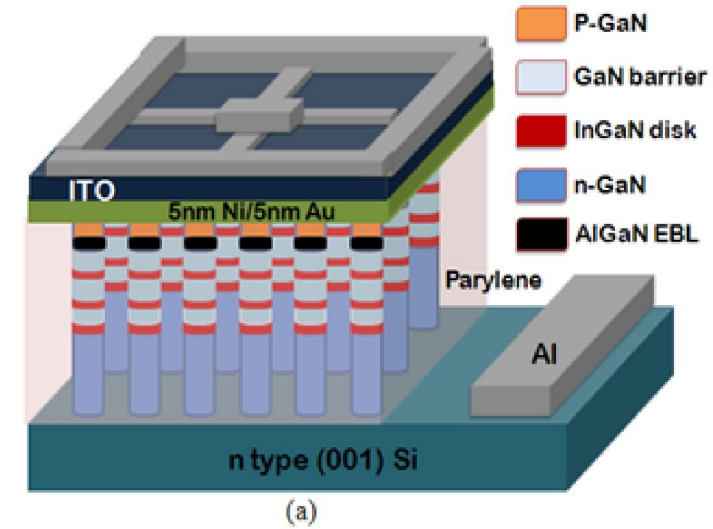 P-GaN
GaN barrier
InGaN disk
n-GaN
AlGaN EBL
ITO
5nm Ni/5nm Au
Parylene
Al
n type (001) Si
(a)